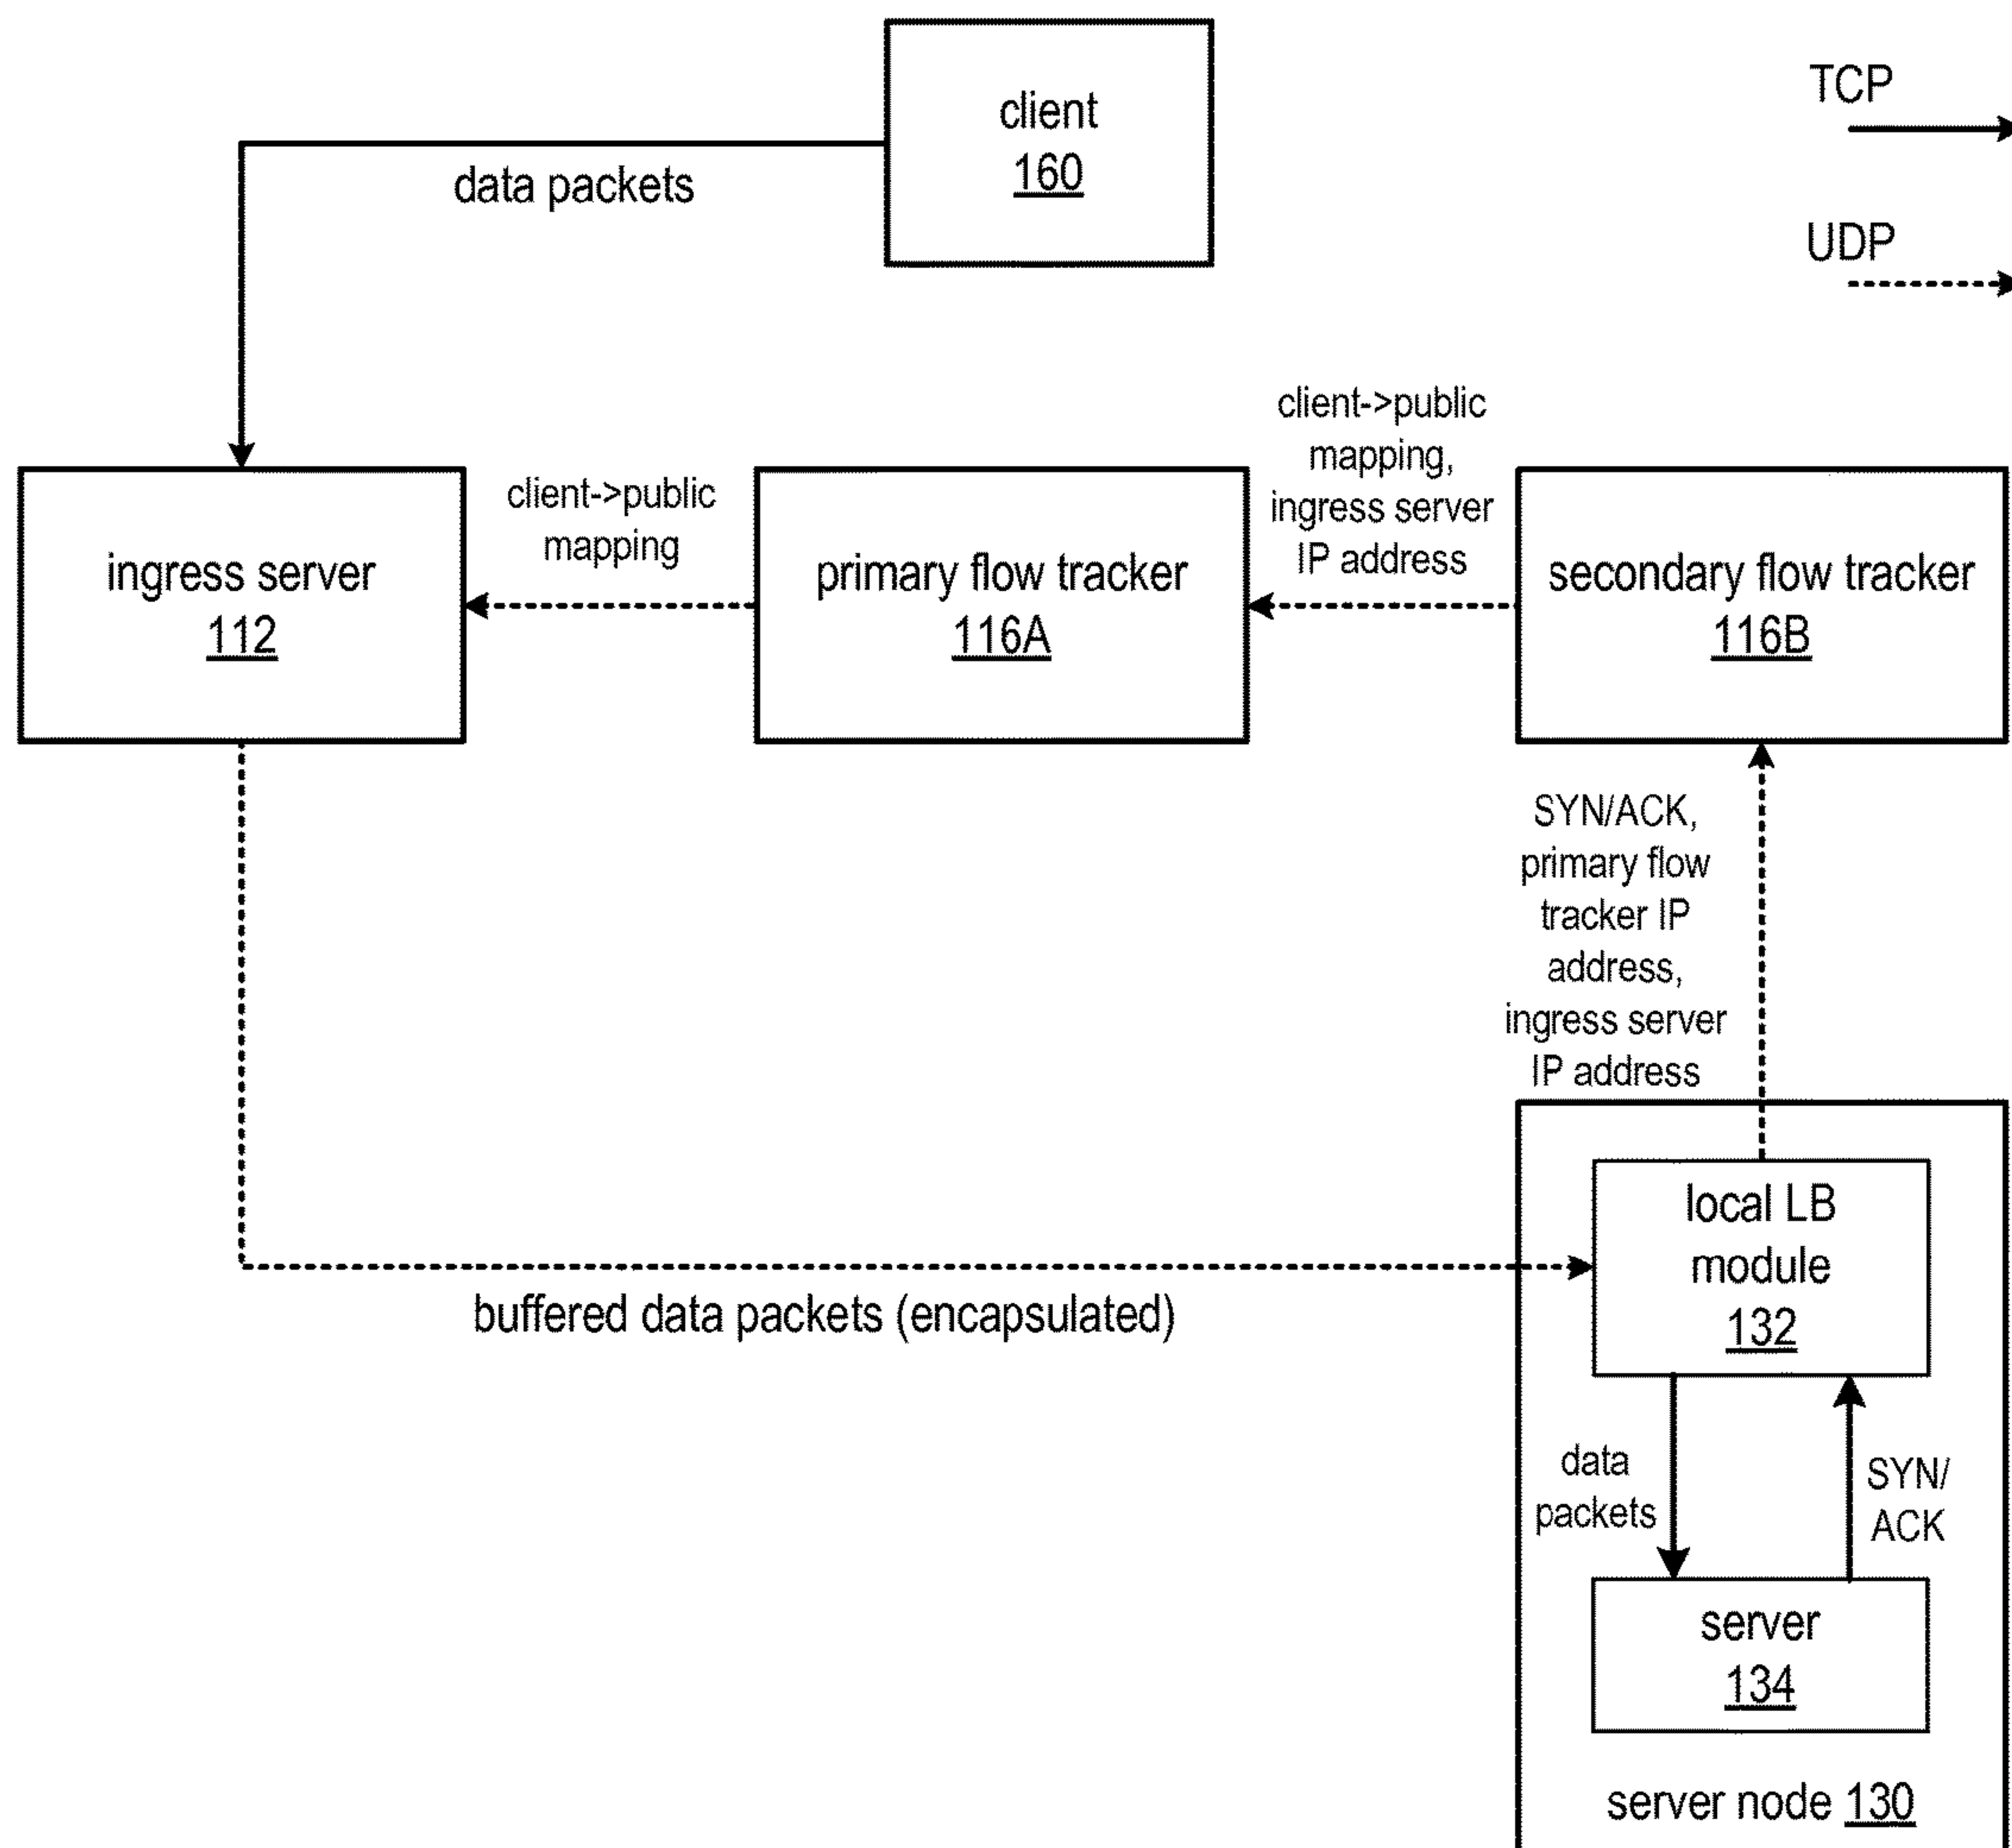 client
160
TCP
data packets
UDP
client->public
mapping,
ingress server
IP address
client->public
mapping
ingress server
112
primary flow tracker
116A
secondary flow tracker
116B
SYN/ACK,
primary flow
tracker IP
address,
ingress server
IP address
local LB
module
132
buffered data packets (encapsulated)
data
packets
SYN/
ACK
server
134
server node 130